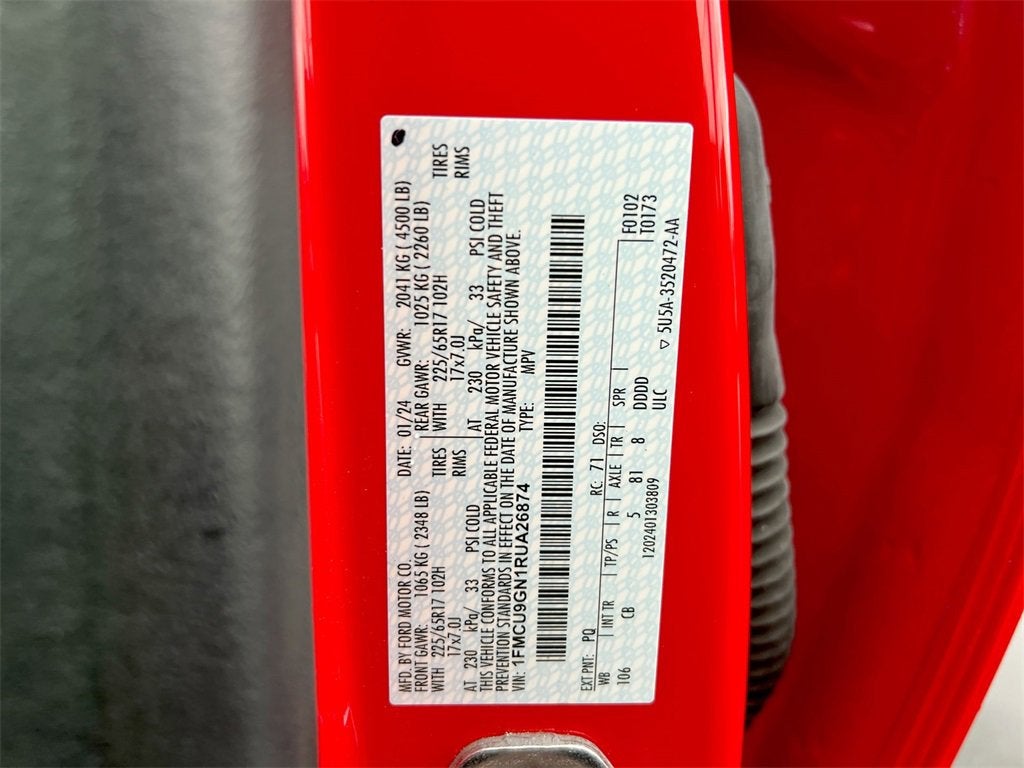 MFD. BY FORD MOTOR CO. DATE: 01/24 GVWR: 2041 KG ( 4500 LB)
FRONT GAWR: 1065 KG ( 2348 LB) REAR GAWR: 1025 KG ( 2260 LB)
WITH 225/65R17 102H TIRES WITH 225/65R17 102H TIRES
17x7.0J RIMS 17x7.0J RIMS
AT 230 kPa/ 33 PSI COLD AT 230 kPa/ 33 PSI COLD
THIS VEHICLE CONFORMS TO ALL APPLICABLE FEDERAL MOTOR VEHICLE SAFETY AND THEFT
PREVENTION STANDARDS IN EFFECT ON THE DATE OF MANUFACTURE SHOWN ABOVE.
VIN: 1FMCU9GN1RUA26874 TYPE: MPV
EXT PNT: PQ RC: 71 DSO: F0102
WB INT TR TP/PS R AXLE TR SPR T0173
106 CB 5 81 8 DDDD
1202401303809 ULC
▽ 5U5A-3520472-AA